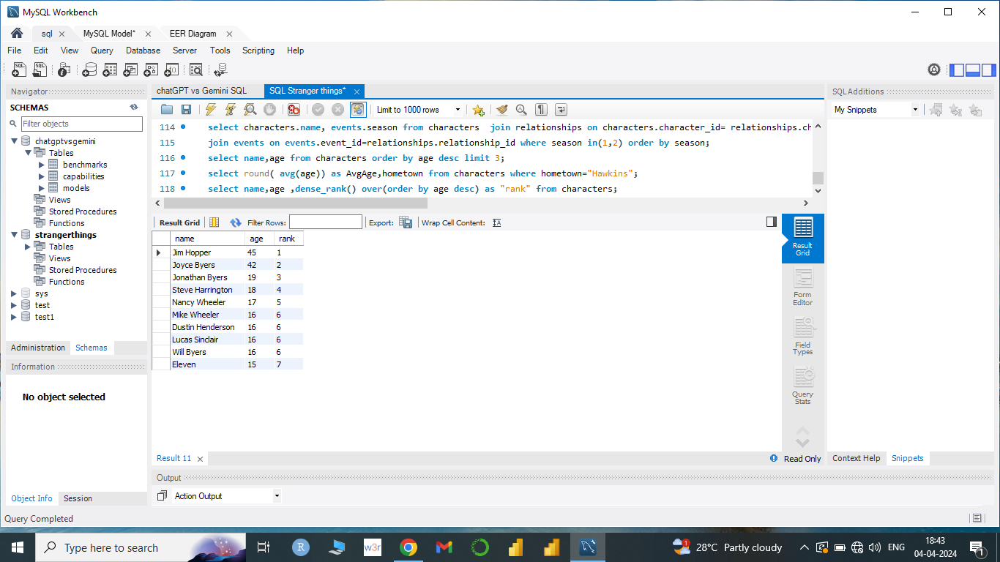 MySQL Workbench
sql
MySQL Model*
EER Diagram
File Edit View Query Database Server Tools Scripting Help
Navigator
SCHEMAS
Filter objects
chatgptvsgemini
Tables
benchmarks
capabilities
models
Views
Stored Procedures
Functions
strangerthings
Tables
Views
Stored Procedures
Functions
sys
test
test1
Administration Schemas
Information
No object selected
Object Info Session
chatGPT vs Gemini SQL
SQL Stranger things*
Limit to 1000 rows
114 select characters.name, events.season from characters  join relationships on characters.character_id= relationships.ch
115 join events on events.event_id=relationships.relationship_id where season in(1,2) order by season;
116 select name,age from characters order by age desc limit 3;
117 select round( avg(age)) as AvgAge,hometown from characters where hometown="Hawkins";
118 select name,age ,dense_rank() over(order by age desc) as "rank" from characters;
Result Grid Filter Rows: Export: Wrap Cell Content:
name age rank
Jim Hopper 45 1
Joyce Byers 42 2
Jonathan Byers 19 3
Steve Harrington 18 4
Nancy Wheeler 17 5
Mike Wheeler 16 6
Dustin Henderson 16 6
Lucas Sinclair 16 6
Will Byers 16 6
Eleven 15 7
Result
Grid
Form
Editor
Field
Types
Query
Stats
Result 11
Read Only
Output
Action Output
SQLAdditions
My Snippets
Context Help Snippets
Query Completed
Type here to search
R
w3r
28°C Partly cloudy
ENG
18:43
04-04-2024
1